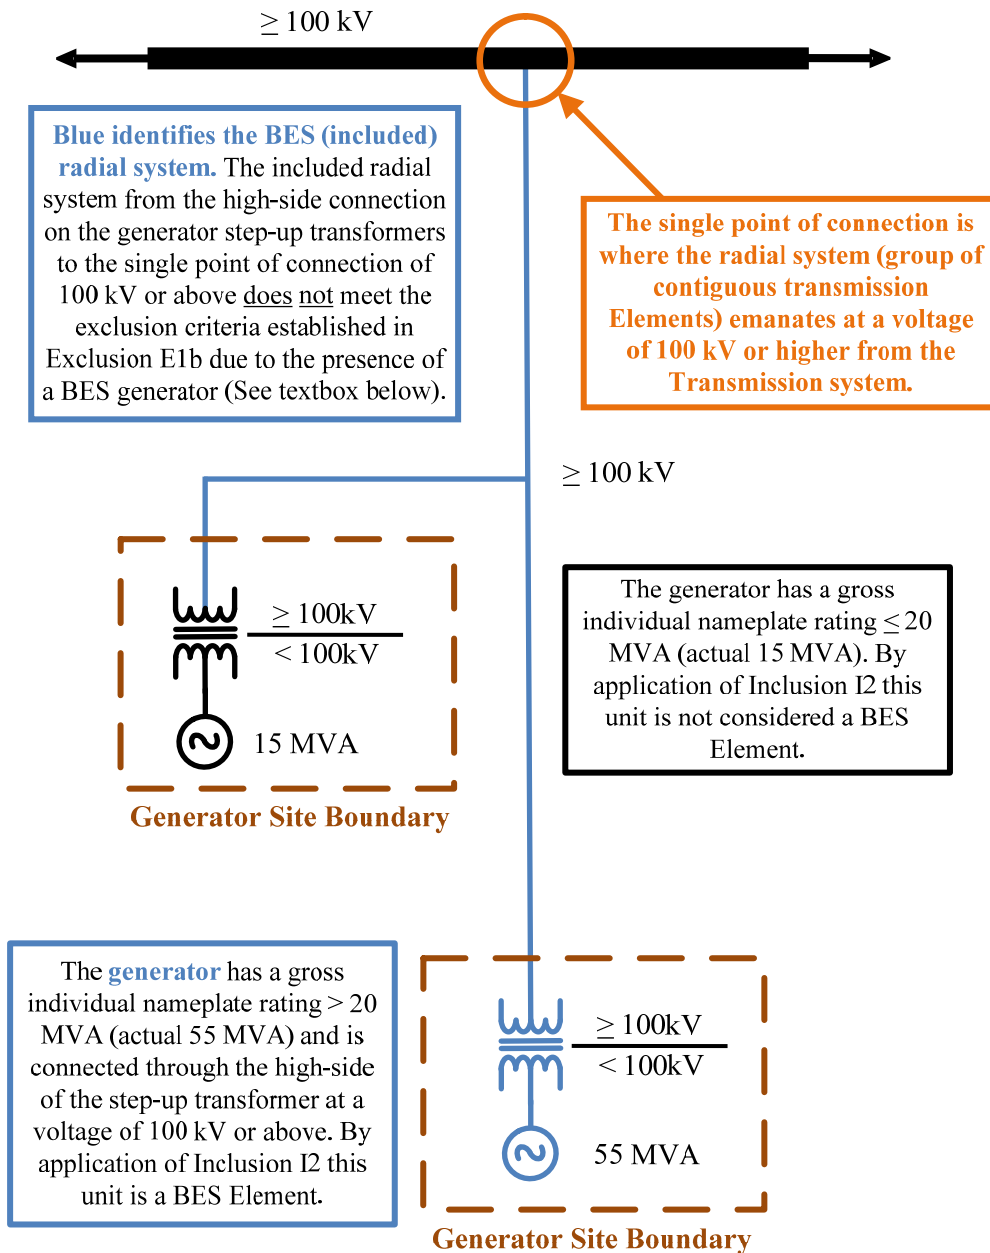 ≥ 100 kV
Blue identifies the BES (included)
radial system. The included radial
system from the high-side connection
on the generator step-up transformers
to the single point of connection of
100 kV or above does not meet the
exclusion criteria established in
Exclusion E1b due to the presence of
a BES generator (See textbox below).
The single point of connection is
where the radial system (group of
contiguous transmission
Elements) emanates at a voltage
of 100 kV or higher from the
Transmission system.
≥ 100 kV
≥ 100kV
< 100kV
15 MVA
Generator Site Boundary
The generator has a gross
individual nameplate rating ≤ 20
MVA (actual 15 MVA). By
application of Inclusion I2 this
unit is not considered a BES
Element.
The generator has a gross
individual nameplate rating > 20
MVA (actual 55 MVA) and is
connected through the high-side
of the step-up transformer at a
voltage of 100 kV or above. By
application of Inclusion I2 this
unit is a BES Element.
≥ 100kV
< 100kV
55 MVA
Generator Site Boundary